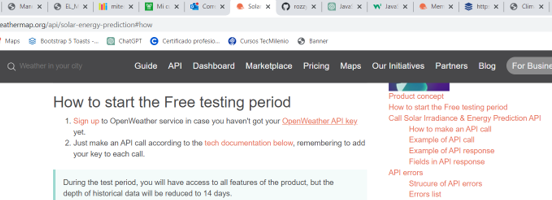 Man
EL_N
mite
Mi c
Con
Sola
rozz
Java
Java
Men
http
Clim
eathermap.org/api/solar-energy-prediction#how
Maps
Bootstrap 5 Toasts –...
ChatGPT
Certificado profesio...
Cursos TecMilenio
Banner
Weather in your city
Guide
API
Dashboard
Marketplace
Pricing
Maps
Our Initiatives
Partners
Blog
For Busine
How to start the Free testing period
1. Sign up to OpenWeather service in case you haven't got your OpenWeather API key
yet.
2. Just make an API call according to the tech documentation below, remembering to add
your key to each call.
During the test period, you will have access to all features of the product, but the
depth of historical data will be reduced to 14 days.
Product concept
How to start the Free testing period
Call Solar Irradiance & Energy Prediction API
How to make an API call
Example of API call
Example of API response
Fields in API response
API errors
Strucure of API errors
Errors list